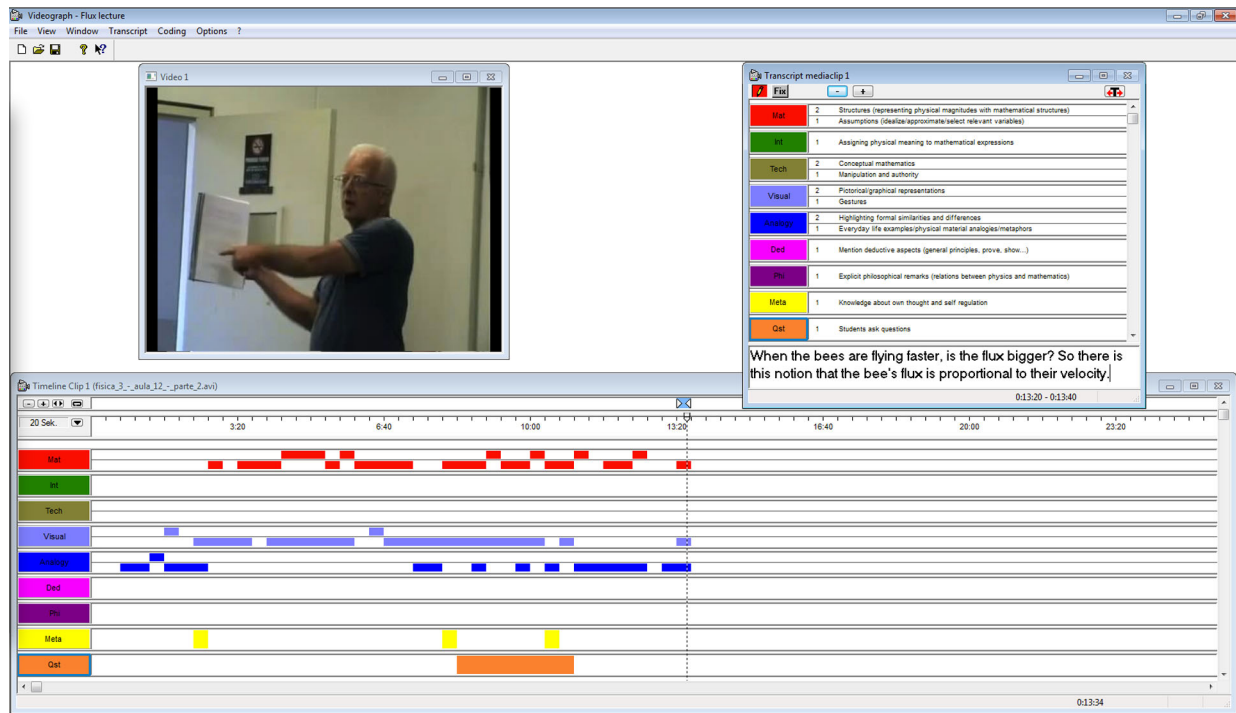 Videograph - Flux lecture
File View Window Transcript Coding Options ?
Video 1
Transcript mediaclip 1
Fix
- +
T
Mat
2 Structures (representing physical magnitudes with mathematical structures)
1 Assumptions (idealize/approximate/select relevant variables)
Int
1 Assigning physical meaning to mathematical expressions
Tech
2 Conceptual mathematics
1 Manipulation and authority
Visual
2 Pictorical/graphical representations
1 Gestures
Analogy
2 Highlighting formal similarities and differences
1 Everyday life examples/physical material analogies/metaphors
Ded
1 Mention deductive aspects (general principles, prove, show...)
Phi
1 Explicit philosophical remarks (relations between physics and mathematics)
Meta
1 Knowledge about own thought and self regulation
Qst
1 Students ask questions
When the bees are flying faster, is the flux bigger? So there is
this notion that the bee's flux is proportional to their velocity.
0:13:20 - 0:13:40
Timeline Clip 1 (fisica_3_-_aula_12_-_parte_2.avi)
20 Sek.
3:20 6:40 10:00 13:20 16:40 20:00 23:20
Mat
Int
Tech
Visual
Analogy
Ded
Phi
Meta
Qst
0:13:34